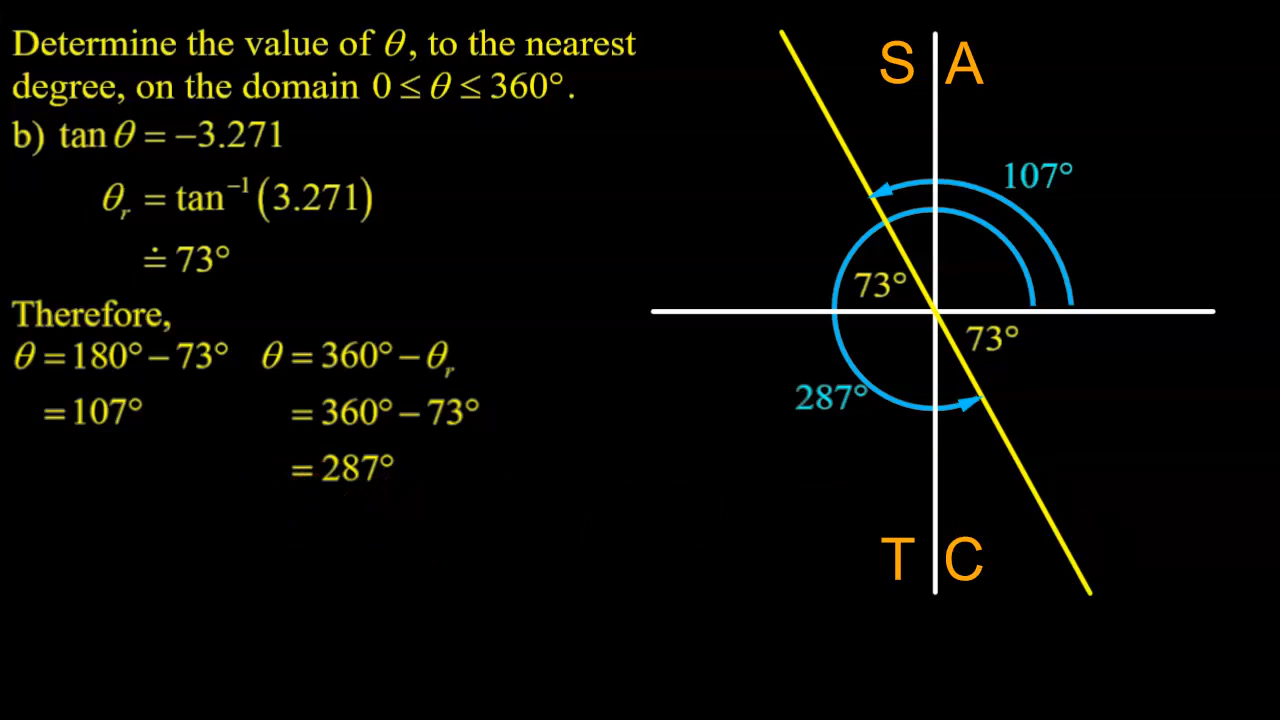 Determine the value of θ, to the nearest
degree, on the domain 0 ≤ θ ≤ 360°.
b) tan θ = −3.271
θᵣ = tan⁻¹(3.271)
≐ 73°
Therefore,
θ = 180° − 73° θ = 360° − θᵣ
= 107° = 360° − 73°
= 287°
S A
107°
73°
73°
287°
T C